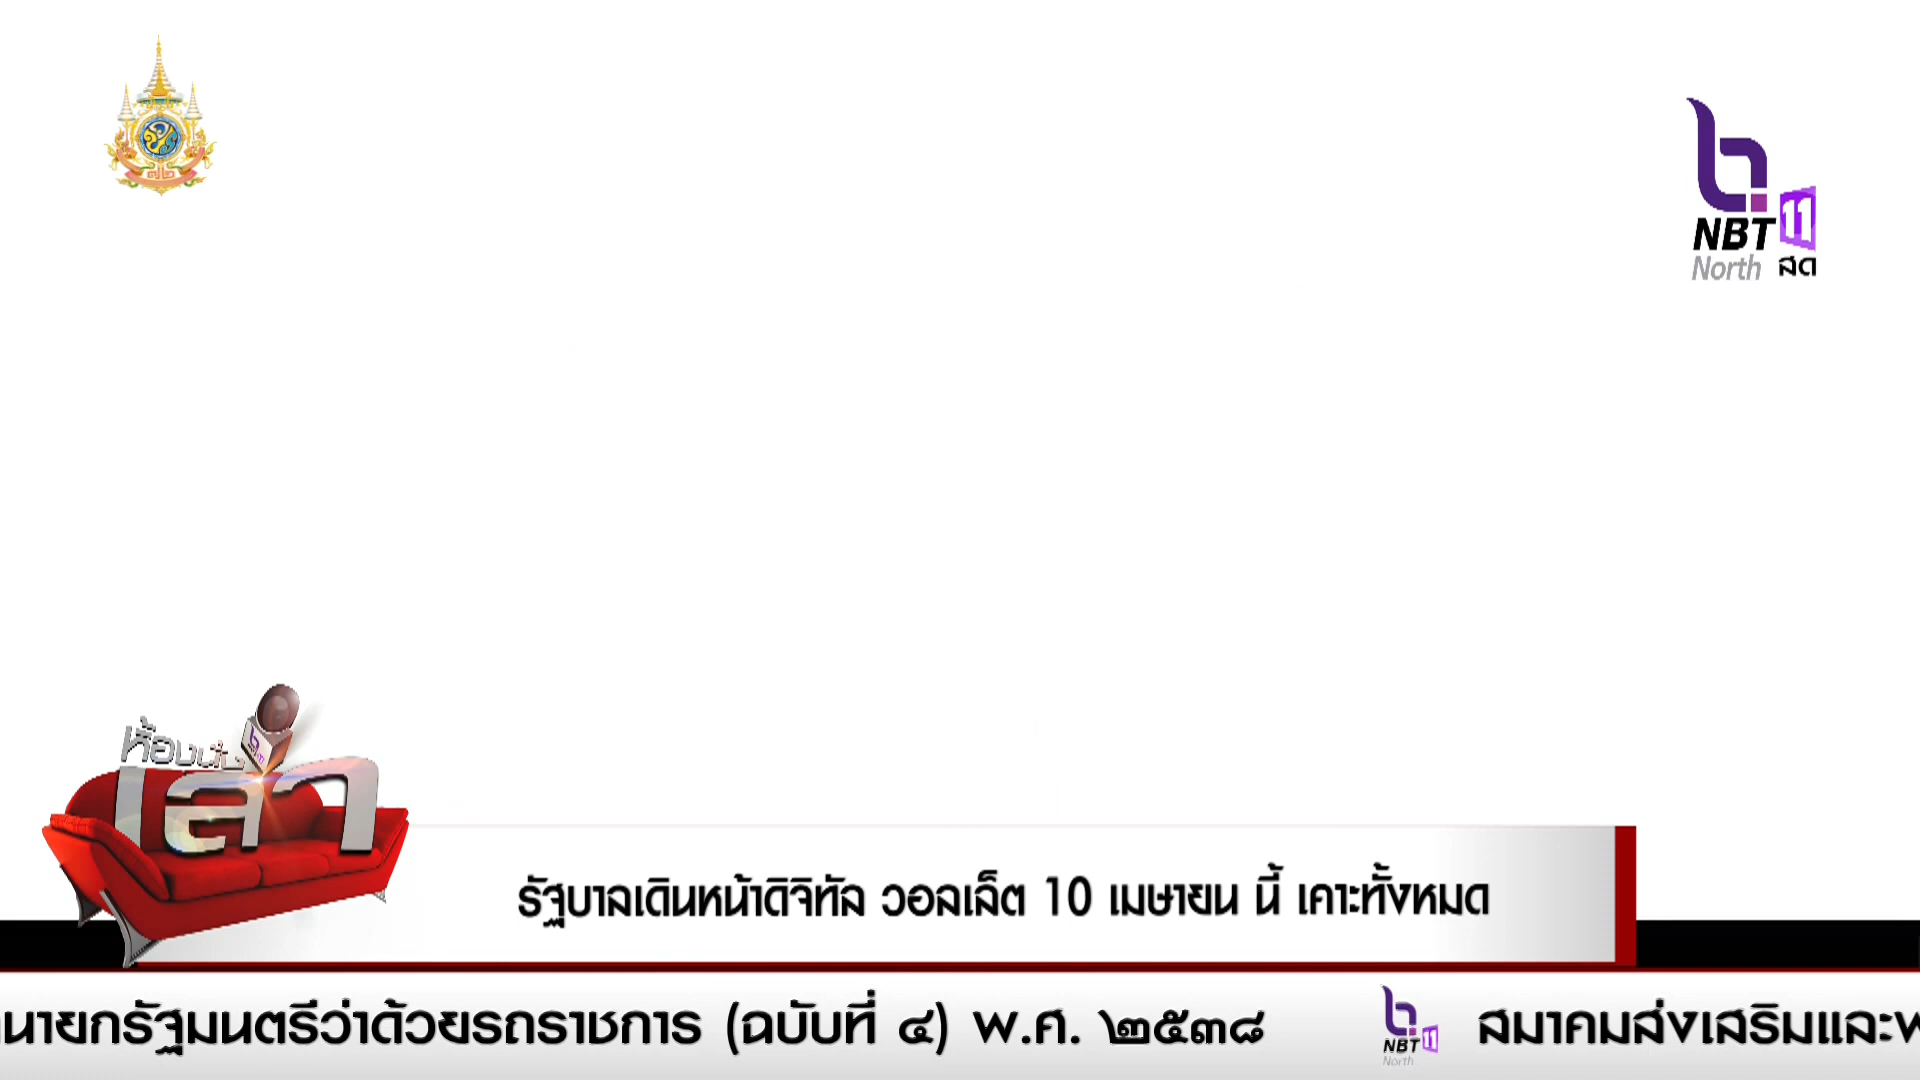 ๗๒
NBT 11
North สด
ห้องนั่ง
เล่า
รัฐบาลเดินหน้าดิจิทัล วอลเล็ต 10 เมษายน นี้ เคาะทั้งหมด
นายกรัฐมนตรีว่าด้วยรถราชการ (ฉบับที่ ๔) พ.ศ. ๒๕๓๘ NBT 11 North สมาคมส่งเสริมและพ